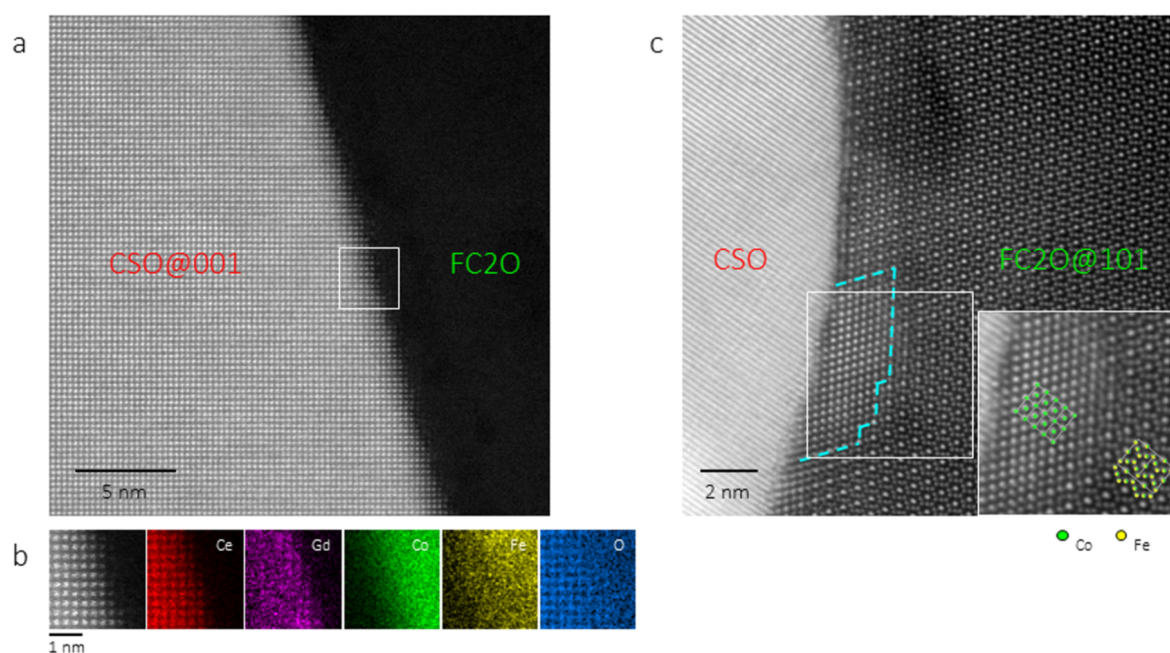 a
CSO@001
FC2O
5 nm
b
Ce
Gd
Co
Fe
O
1 nm
c
CSO
FC2O@101
2 nm
Co
Fe